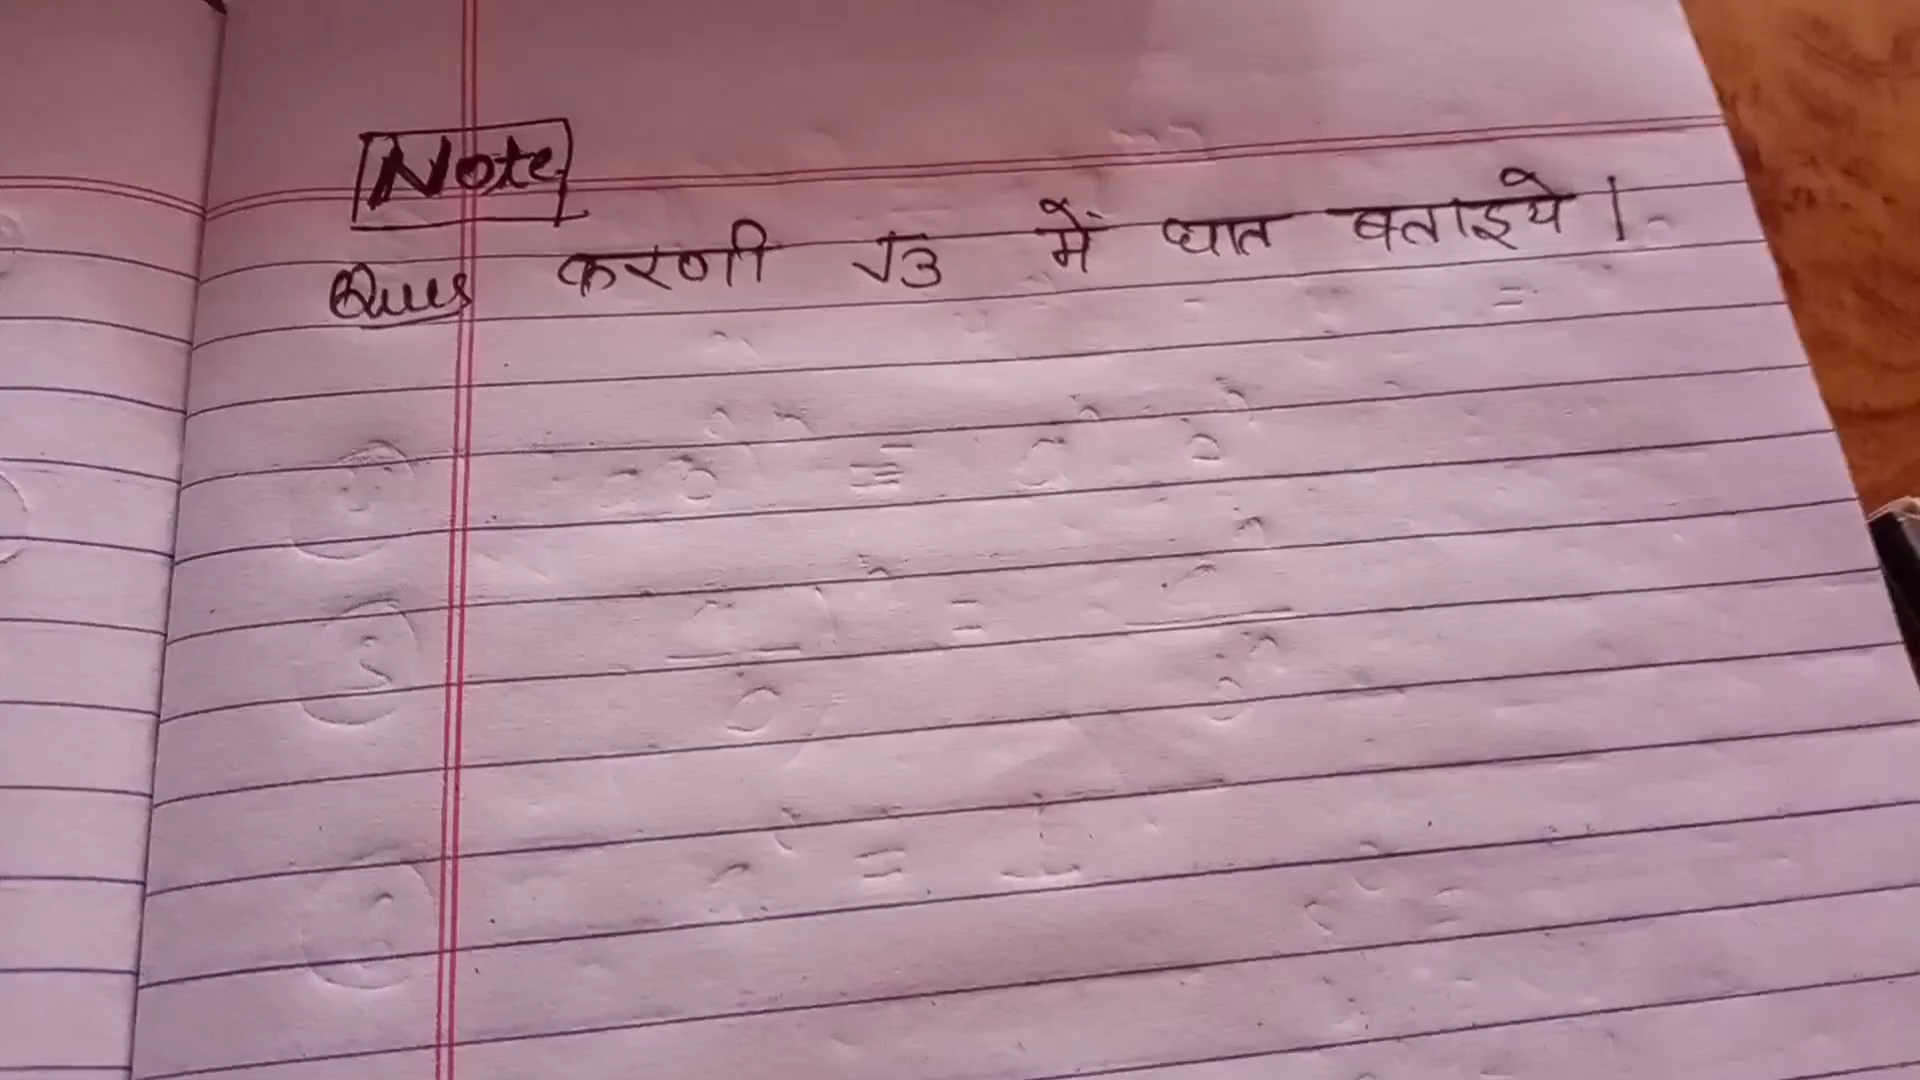 Note
Ques करणी √3 में घात बताइये।